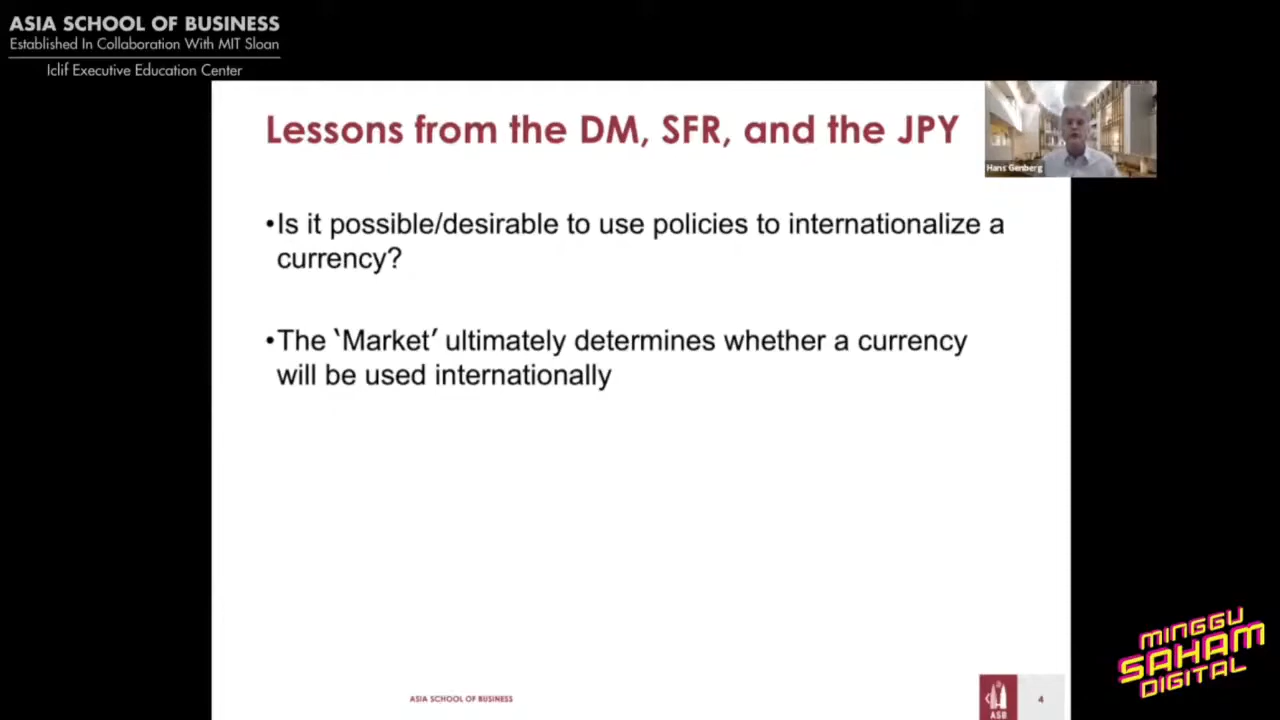 ASIA SCHOOL OF BUSINESS
Established In Collaboration With MIT Sloan
Iclif Executive Education Center
Lessons from the DM, SFR, and the JPY
Hans Genberg
•Is it possible/desirable to use policies to internationalize a
currency?
•The ‛Market’ ultimately determines whether a currency
will be used internationally
ASIA SCHOOL OF BUSINESS
ASB
4
MINGGU
SAHAM
DIGITAL